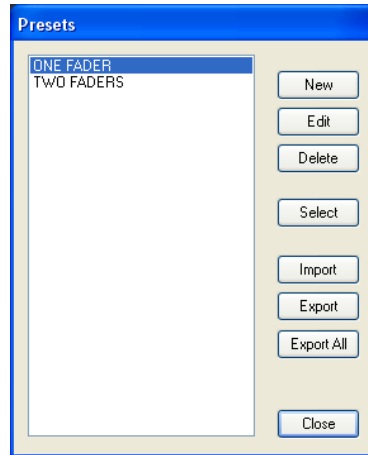 Presets
ONE FADER
TWO FADERS
New
Edit
Delete
Select
Import
Export
Export All
Close